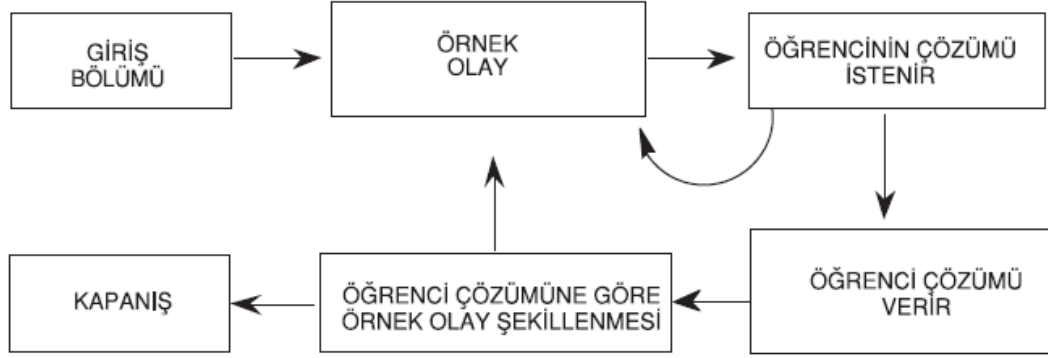 GİRİŞ
BÖLÜMÜ
ÖRNEK
OLAY
ÖĞRENCİNİN ÇÖZÜMÜ
İSTENİR
KAPANIŞ
ÖĞRENCİ ÇÖZÜMÜNE GÖRE
ÖRNEK OLAY ŞEKİLLENMESİ
ÖĞRENCİ ÇÖZÜMÜ
VERİR